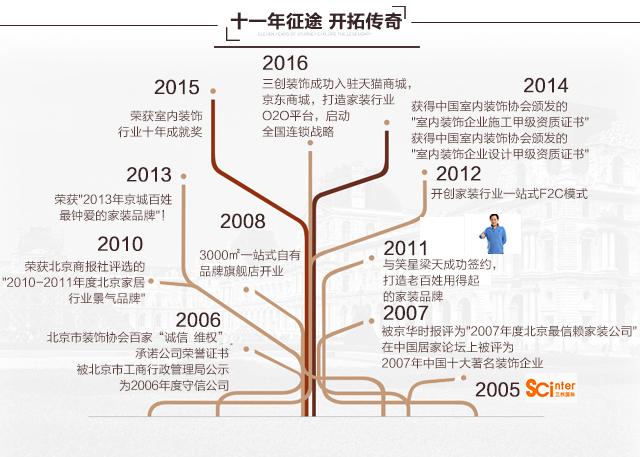 十一年征途 开拓传奇
2016
三创装饰成功入驻天猫商城，
京东商城，打造家装行业
O2O平台，启动
全国连锁战略
2015
荣获室内装饰
行业十年成就奖
2014
获得中国室内装饰协会颁发的
"室内装饰企业施工甲级资质证书"
获得中国室内装饰协会颁发的
"室内装饰企业设计甲级资质证书"
2013
荣获"2013年京城百姓
最钟爱的家装品牌"！
2012
开创家装行业一站式F2C模式
2008
3000㎡一站式自有
品牌旗舰店开业
2010
荣获北京商报社评选的
"2010-2011年度北京家居
行业景气品牌"
2011
与笑星梁天成功签约，
打造老百姓用得起
的家装品牌
2006
北京市装饰协会百家“诚信 维权”
承诺公司荣誉证书
被北京市工商行政管理局公示
为2006年度守信公司
2007
被京华时报评为"2007年度北京最信赖家装公司"
在中国居家论坛上被评为
2007年中国十大著名装饰企业
2005
SCinter
三创国际